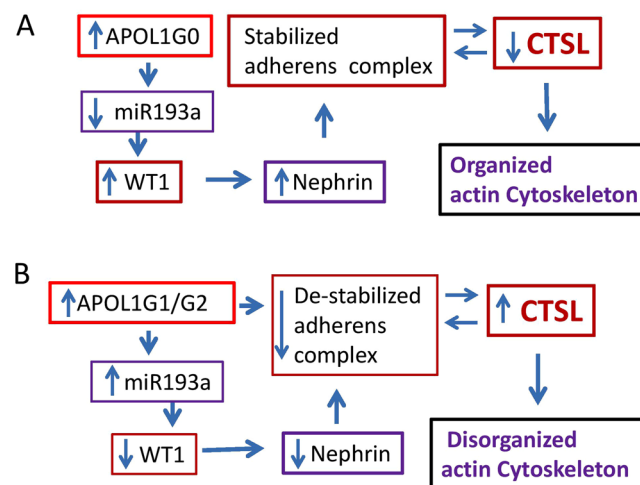 A
APOL1G0
miR193a
WT1
Nephrin
Stabilized
adherens complex
CTSL
Organized
actin Cytoskeleton
B
APOL1G1/G2
miR193a
WT1
Nephrin
De-stabilized
adherens
complex
CTSL
Disorganized
actin Cytoskeleton